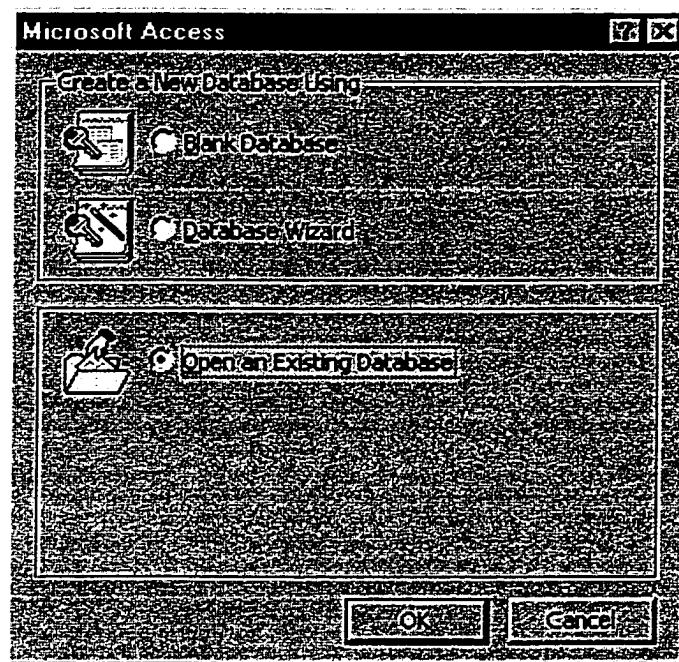 Microsoft Access
Create a New Database Using
Blank Database
Database Wizard
Open an Existing Database
OK
Cancel